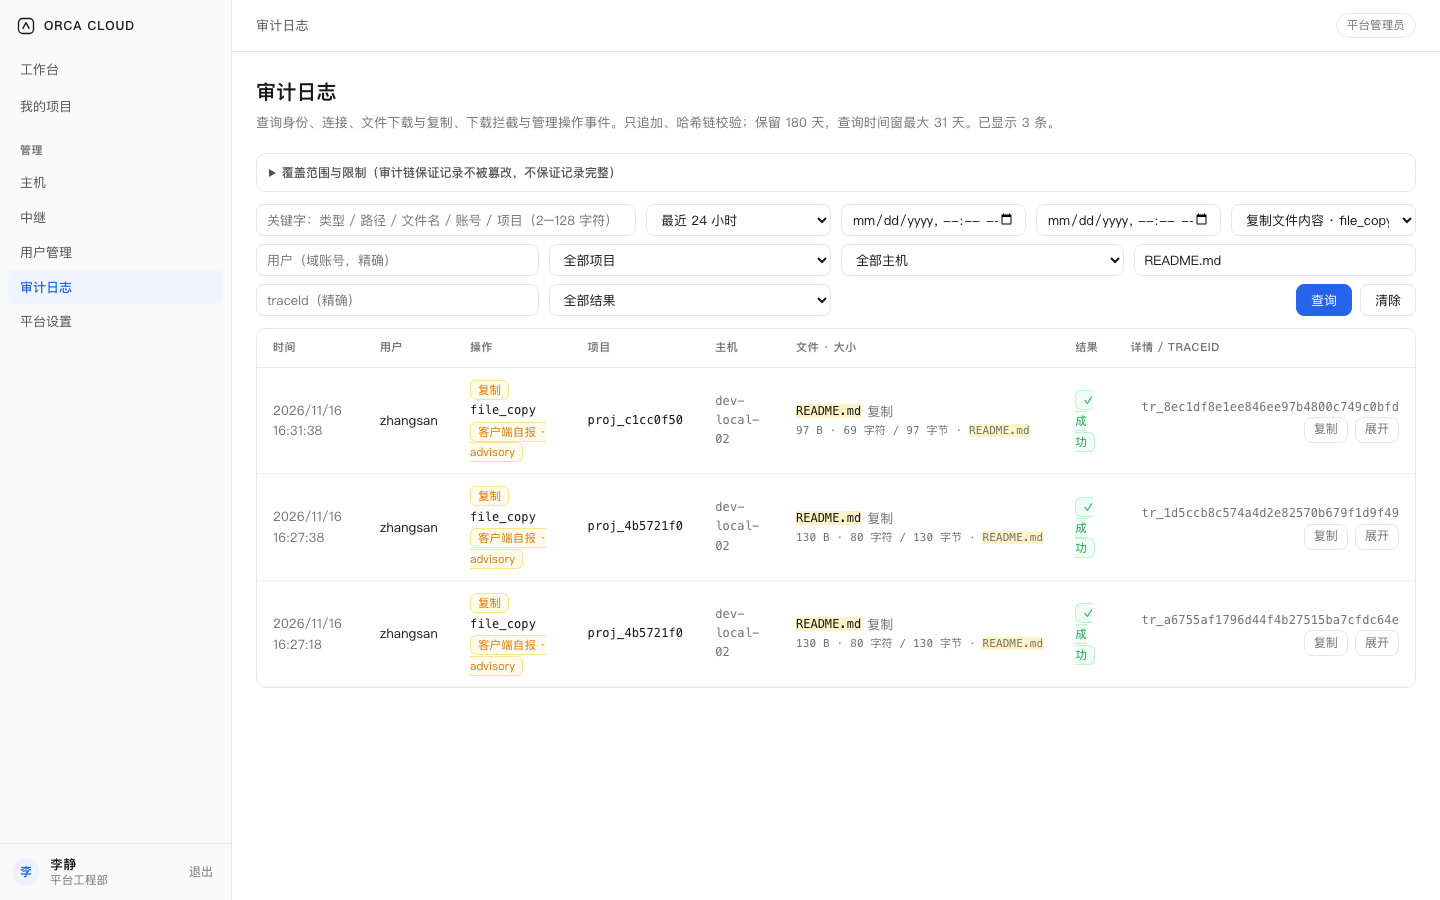 ORCA CLOUD
工作台
我的项目
管理
主机
中继
用户管理
审计日志
平台设置
李
李静
平台工程部
退出
审计日志
平台管理员
审计日志
查询身份、连接、文件下载与复制、下载拦截与管理操作事件。只追加、哈希链校验；保留 180 天，查询时间窗最大 31 天。已显示 3 条。
▶ 覆盖范围与限制（审计链保证记录不被篡改，不保证记录完整）
关键字：类型 / 路径 / 文件名 / 账号 / 项目（2—128 字符） 最近 24 小时 mm/dd/yyyy, --:-- -- mm/dd/yyyy, --:-- -- 复制文件内容 · file_copy
用户（域账号，精确） 全部项目 全部主机 README.md
traceId（精确） 全部结果 查询 清除
时间 用户 操作 项目 主机 文件 · 大小 结果 详情 / TRACEID
2026/11/16
16:31:38
zhangsan
复制
file_copy
客户端自报 ·
advisory
proj_c1cc0f50
dev-
local-
02
README.md 复制
97 B · 69 字符 / 97 字节 · README.md
✓
成
功
tr_8ec1df8e1ee846ee97b4800c749c0bfd
复制 展开
2026/11/16
16:27:38
zhangsan
复制
file_copy
客户端自报 ·
advisory
proj_4b5721f0
dev-
local-
02
README.md 复制
130 B · 80 字符 / 130 字节 · README.md
✓
成
功
tr_1d5ccb8c574a4d2e82570b679f1d9f49
复制 展开
2026/11/16
16:27:18
zhangsan
复制
file_copy
客户端自报 ·
advisory
proj_4b5721f0
dev-
local-
02
README.md 复制
130 B · 80 字符 / 130 字节 · README.md
✓
成
功
tr_a6755af1796d44f4b27515ba7cfdc64e
复制 展开